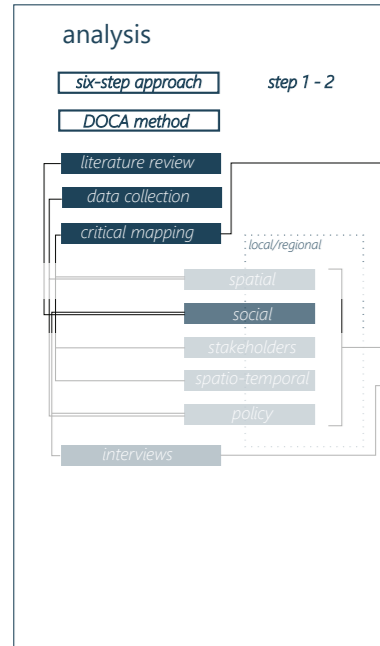 analysis
six-step approach step 1 - 2
DOCA method
literature review
data collection
critical mapping
local/regional
spatial
social
stakeholders
spatio-temporal
policy
interviews